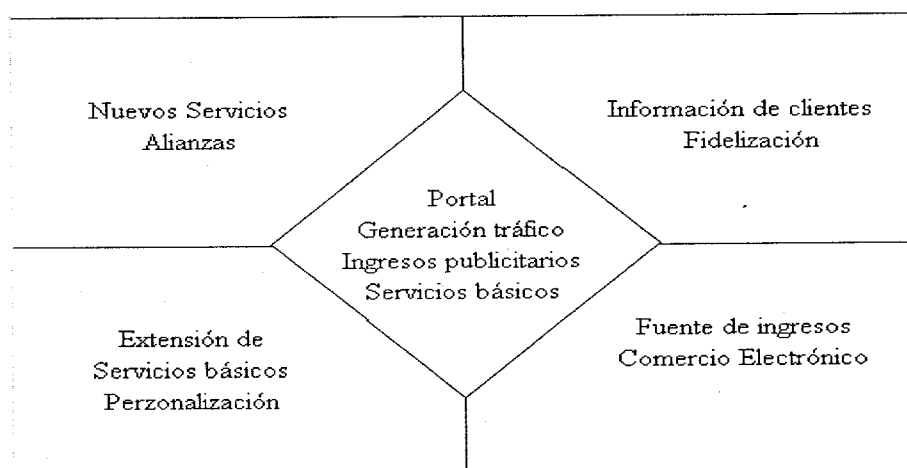 Nuevos Servicios
Alianzas
Información de clientes
Fidelización
Portal
Generación tráfico
Ingresos publicitarios
Servicios básicos
Extensión de
Servicios básicos
Perzonalización
Fuente de ingresos
Comercio Electrónico